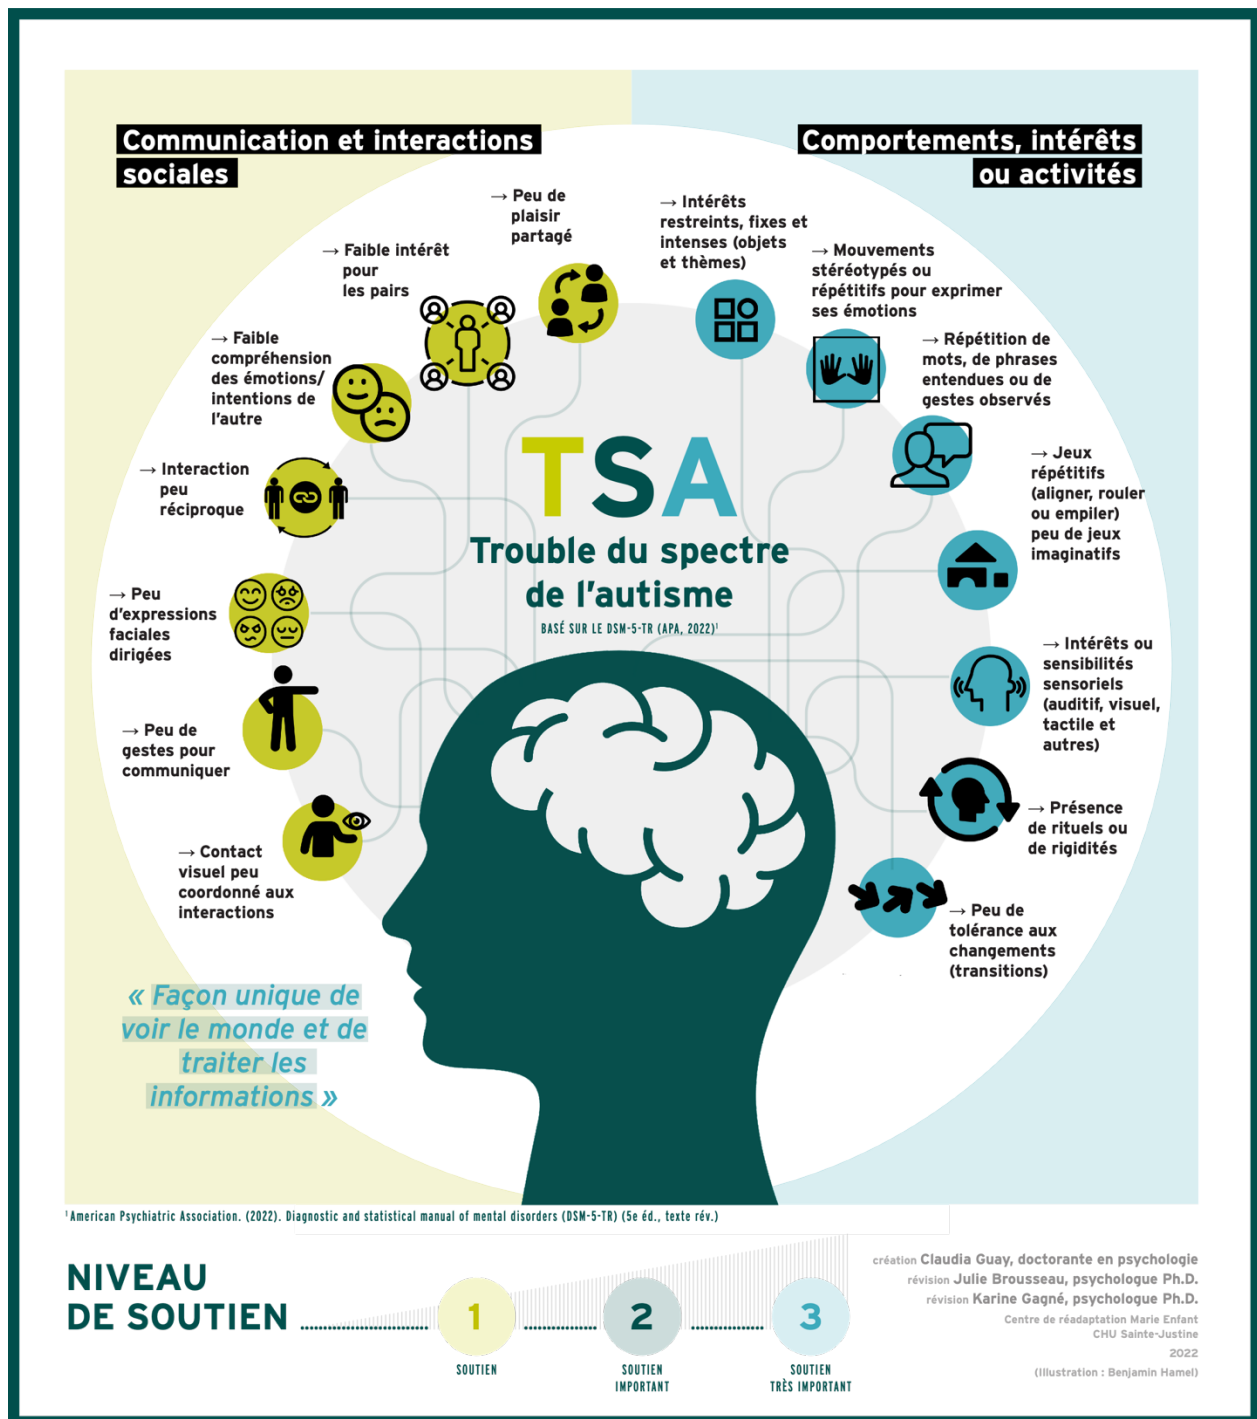 Communication et interactions
sociales
Comportements, intérêts
ou activités
→ Peu de
plaisir
partagé
→ Faible intérêt
pour
les pairs
→ Faible
compréhension
des émotions/
intentions de
l'autre
→ Interaction
peu
réciproque
→ Peu
d'expressions
faciales
dirigées
→ Peu de
gestes pour
communiquer
→ Contact
visuel peu
coordonné aux
interactions
→ Intérêts
restreints, fixes et
intenses (objets
et thèmes)
→ Mouvements
stéréotypés ou
répétitifs pour exprimer
ses émotions
→ Répétition de
mots, de phrases
entendues ou de
gestes observés
→ Jeux
répétitifs
(aligner, rouler
ou empiler)
peu de jeux
imaginatifs
→ Intérêts ou
sensibilités
sensoriels
(auditif, visuel,
tactile et
autres)
→ Présence
de rituels ou
de rigidités
→ Peu de
tolérance aux
changements
(transitions)
TSA
Trouble du spectre
de l'autisme
BASÉ SUR LE DSM-5-TR (APA, 2022)¹
« Façon unique de
voir le monde et de
traiter les
informations »
¹American Psychiatric Association. (2022). Diagnostic and statistical manual of mental disorders (DSM-5-TR) (5e éd., texte rév.)
NIVEAU
DE SOUTIEN
1
SOUTIEN
2
SOUTIEN
IMPORTANT
3
SOUTIEN
TRÈS IMPORTANT
création Claudia Guay, doctorante en psychologie
révision Julie Brousseau, psychologue Ph.D.
révision Karine Gagné, psychologue Ph.D.
Centre de réadaptation Marie Enfant
CHU Sainte-Justine
2022
(Illustration : Benjamin Hamel)